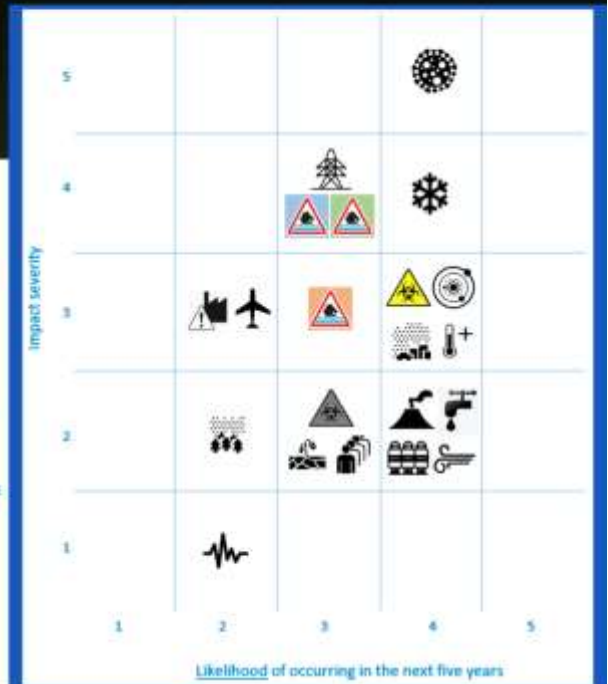 5
4
Impact severity
3
2
1
1 2 3 4 5
Likelihood of occurring in the next five years